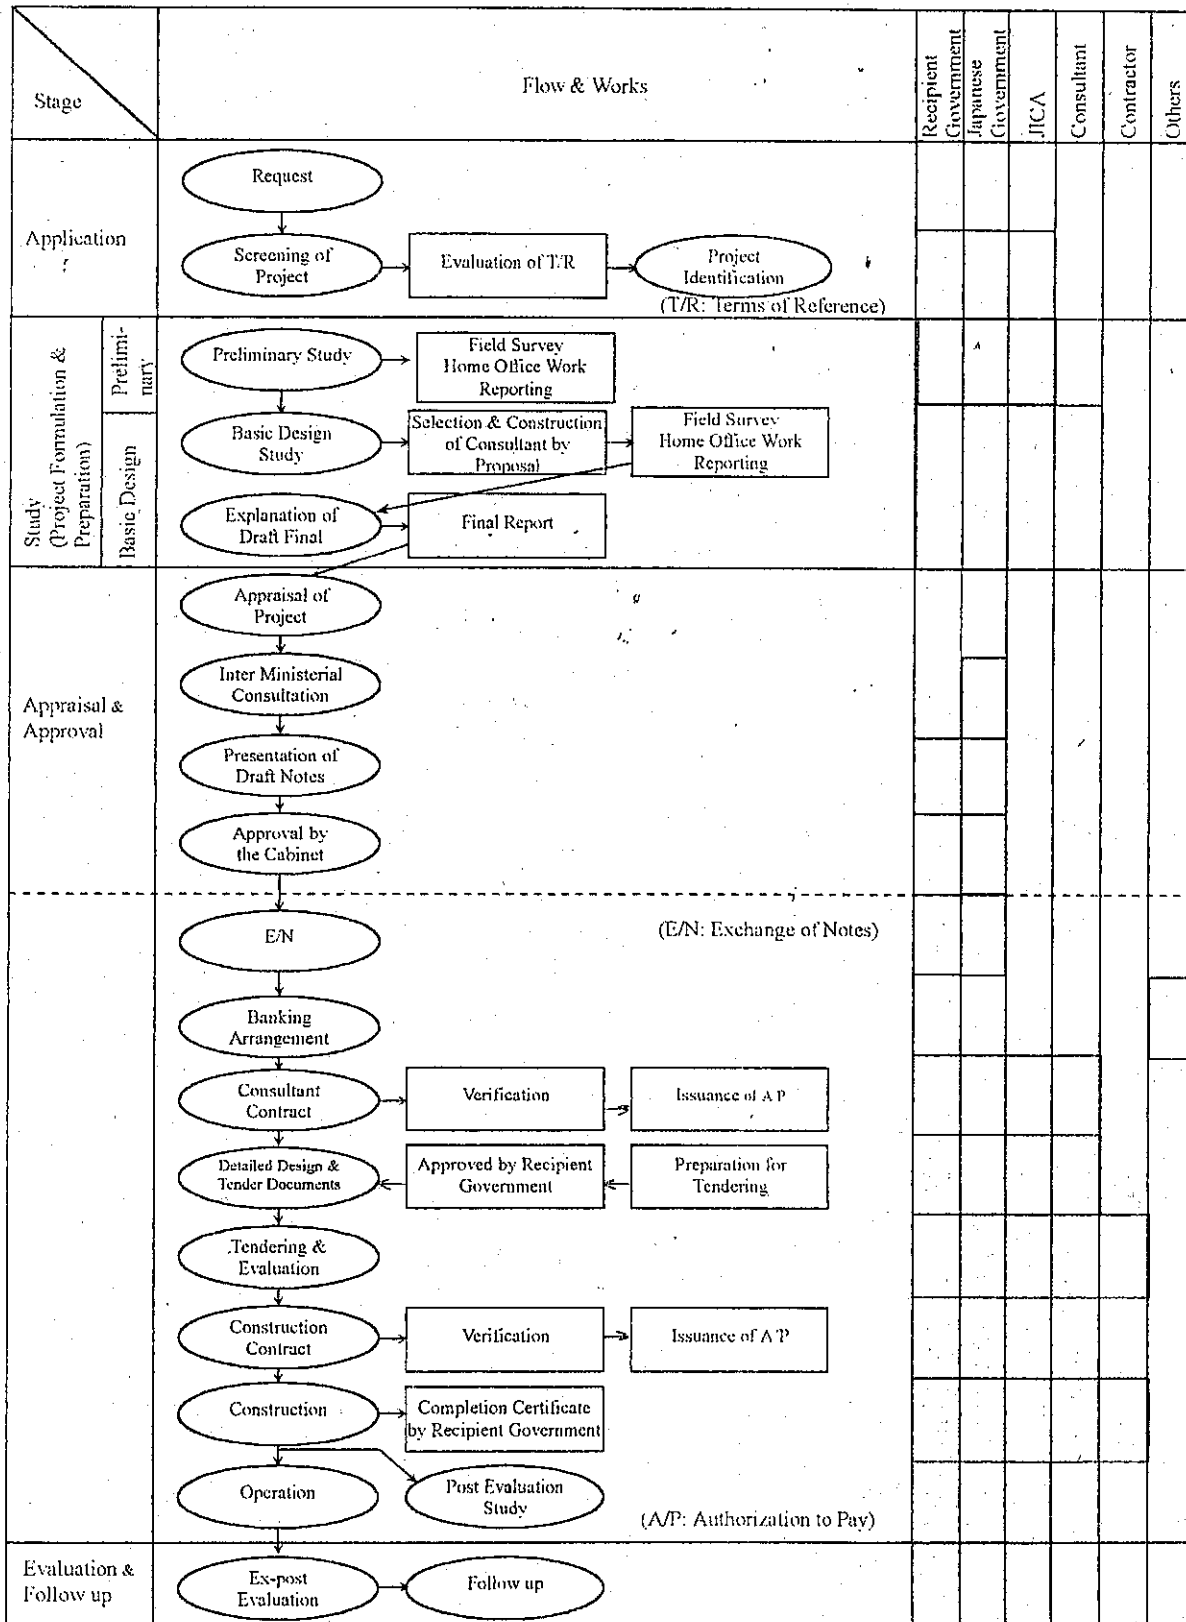 Stage
Flow & Works
Recipient
Government
Japanese
Government
JICA
Consultant
Contractor
Others
Application
Request
Screening of
Project
Evaluation of T/R
Project
Identification
(T/R: Terms of Reference)
Study
(Project Formulation &
Preparation)
Prelimi-
nary
Basic Design
Preliminary Study
Field Survey
Home Office Work
Reporting
Basic Design
Study
Selection & Construction
of Consultant by
Proposal
Field Survey
Home Office Work
Reporting
Explanation of
Draft Final
Final Report
Appraisal &
Approval
Appraisal of
Project
Inter Ministerial
Consultation
Presentation of
Draft Notes
Approval by
the Cabinet
E/N
(E/N: Exchange of Notes)
Banking
Arrangement
Consultant
Contract
Verification
Issuance of A/P
Detailed Design &
Tender Documents
Approved by Recipient
Government
Preparation for
Tendering
Tendering &
Evaluation
Construction
Contract
Verification
Issuance of A/P
Construction
Completion Certificate
by Recipient Government
Operation
Post Evaluation
Study
(A/P: Authorization to Pay)
Evaluation &
Follow up
Ex-post
Evaluation
Follow up